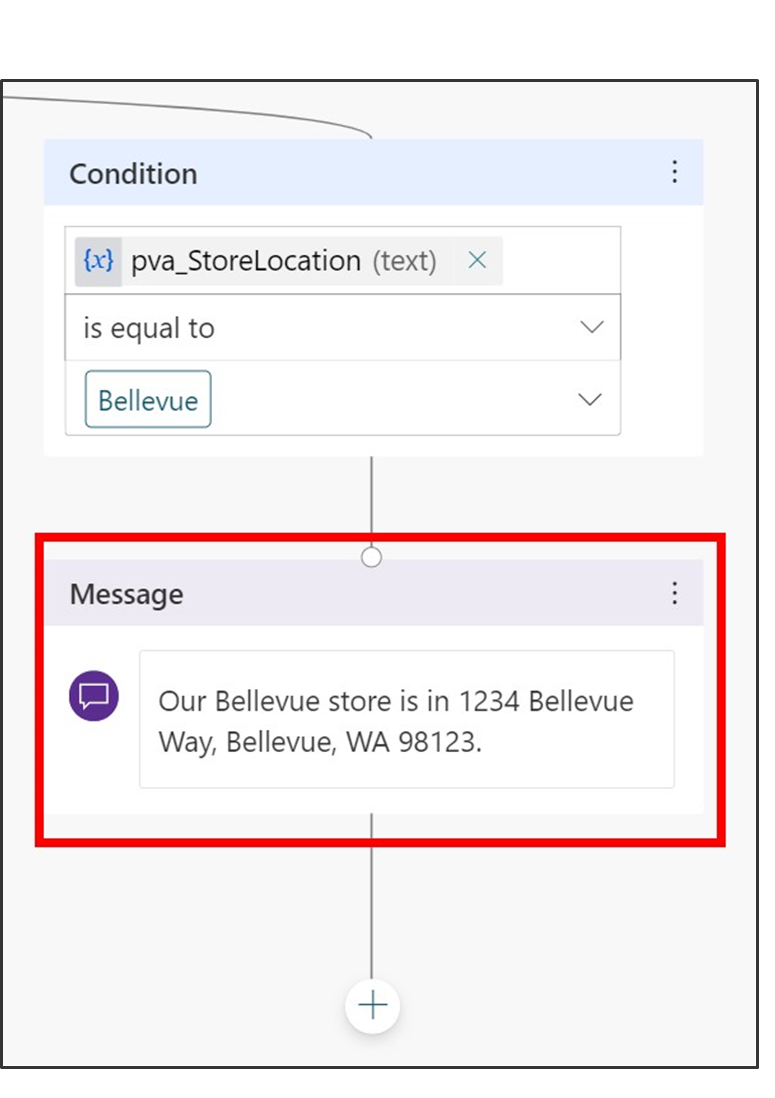 Condition
{x} pva_StoreLocation (text)
is equal to
Bellevue
Message
Our Bellevue store is in 1234 Bellevue
Way, Bellevue, WA 98123.